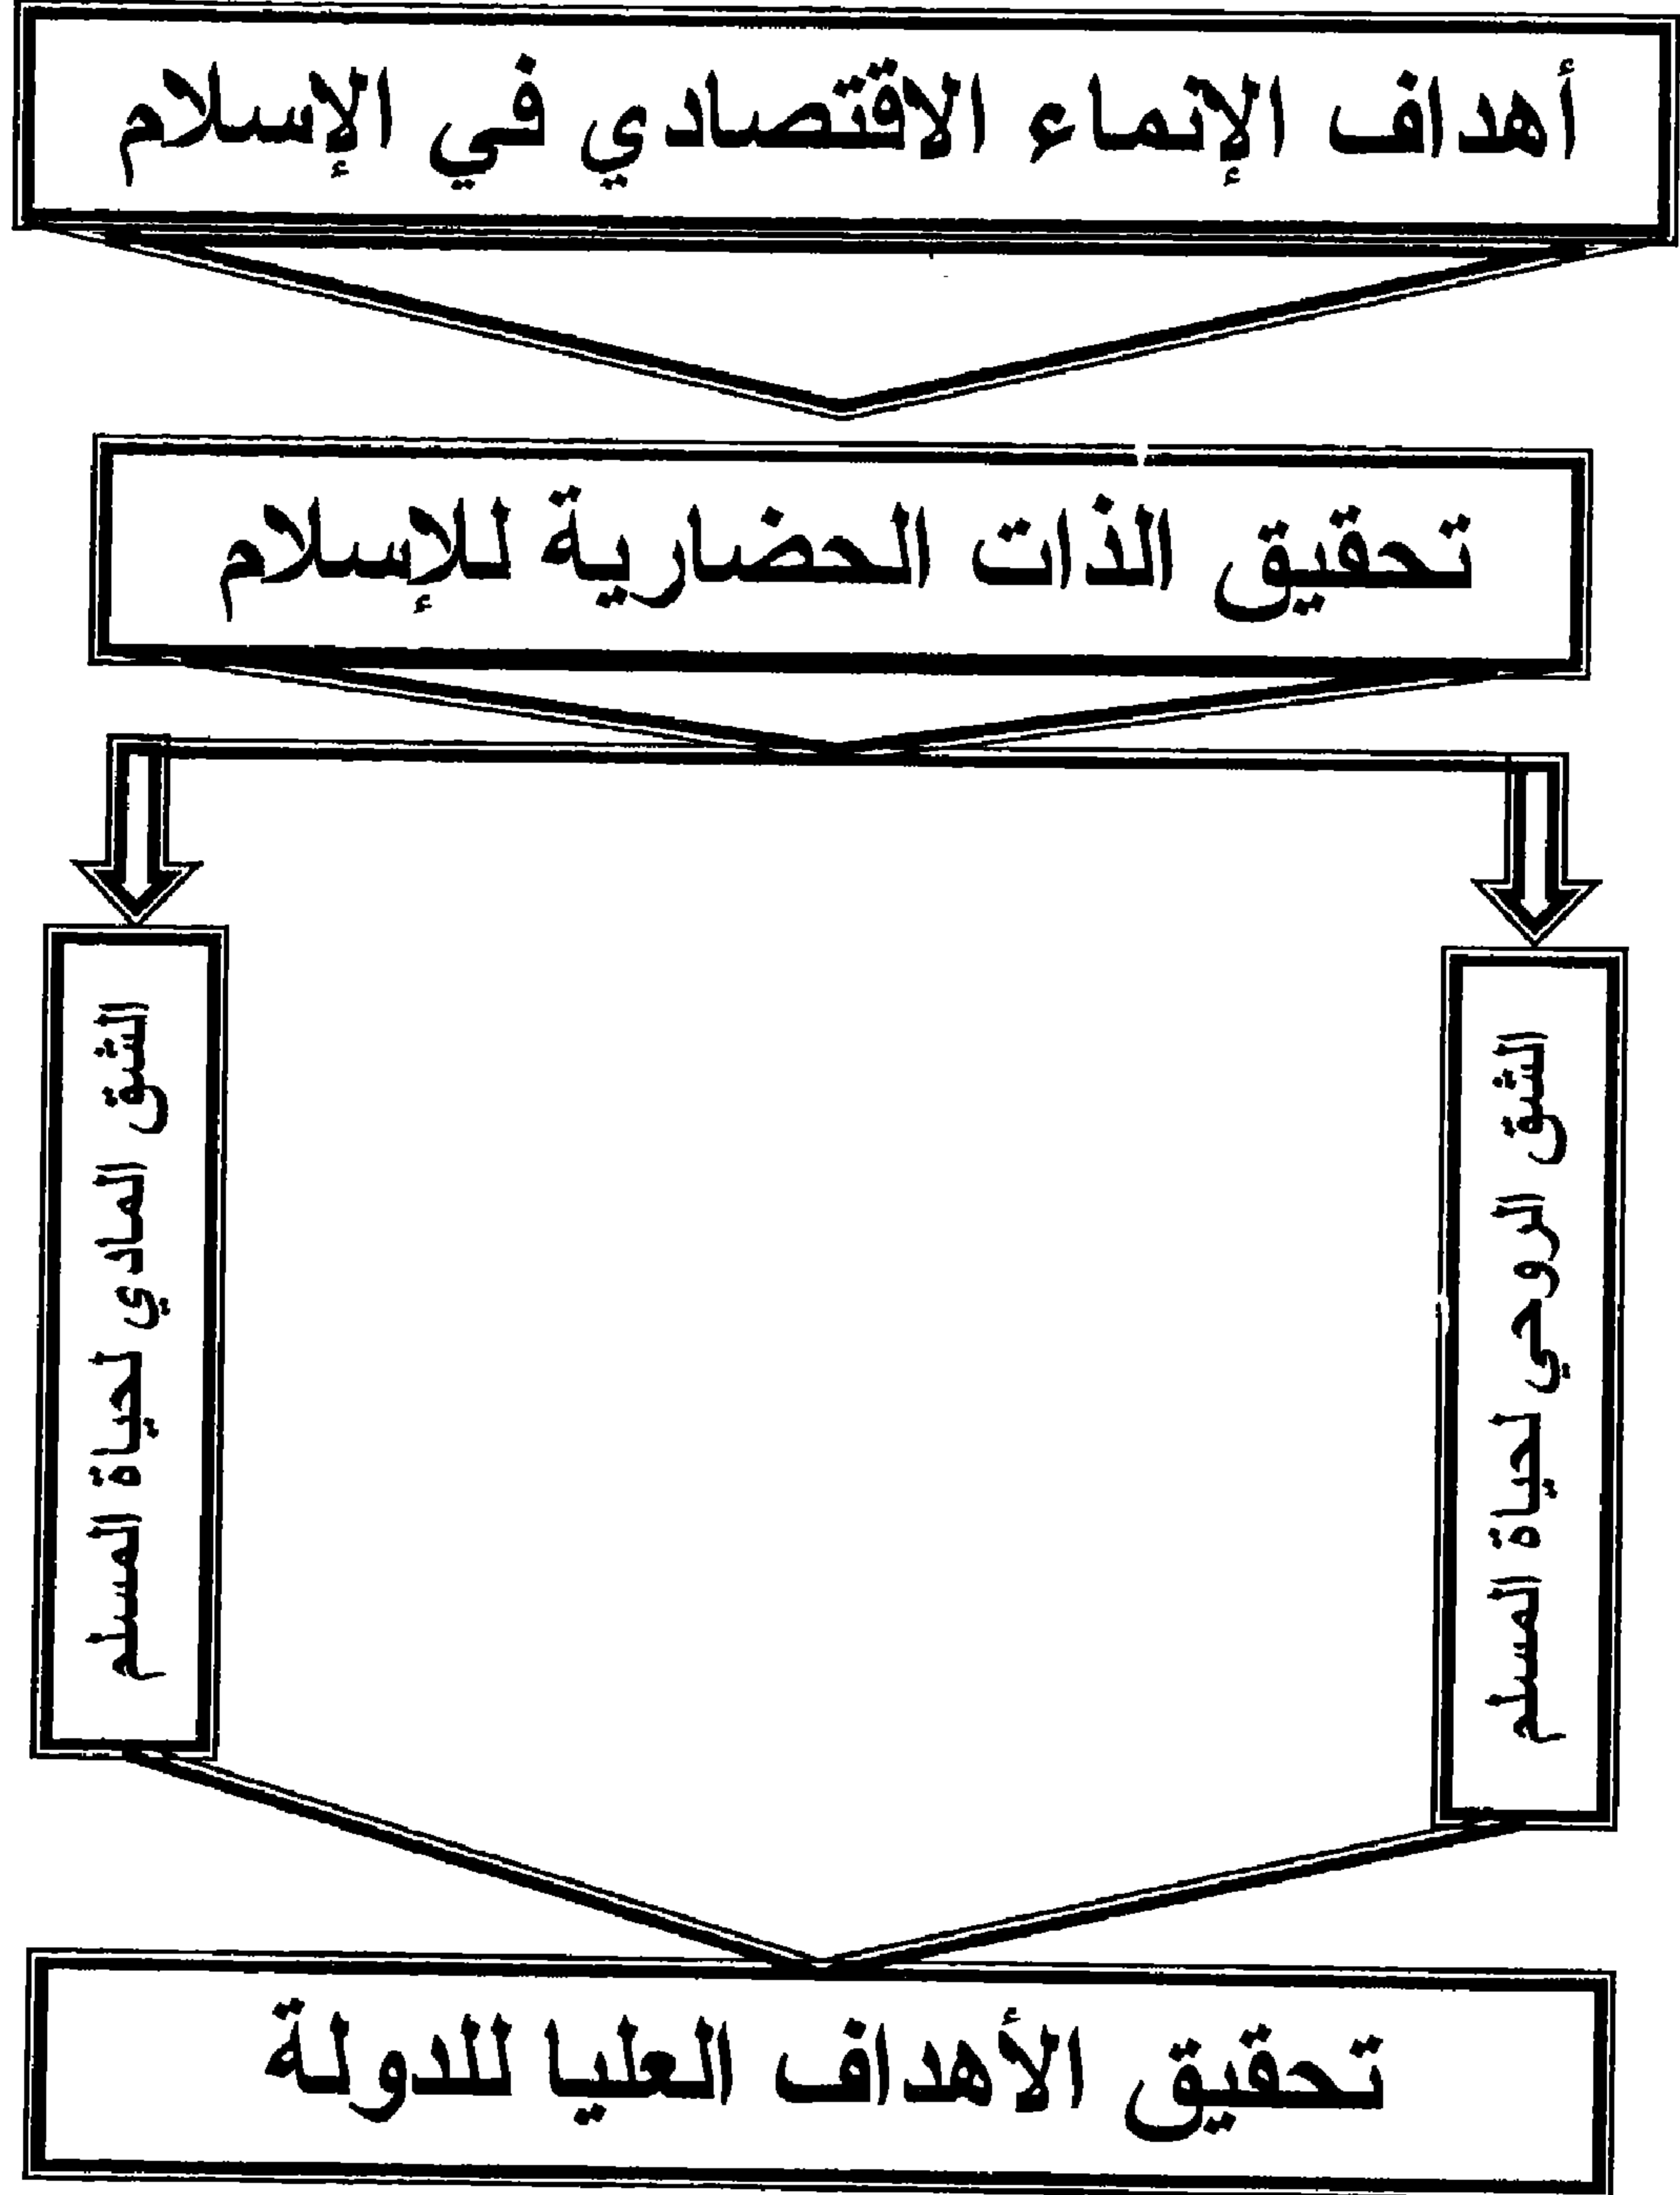 أهداف الإنماء الاقتصادي في الإسلام
تحقيق الذات الحضارية للإسلام
الشق الروحي لحياة المسلم
الشق المادي لحياة المسلم
تحقيق الأهداف العليا للدولة